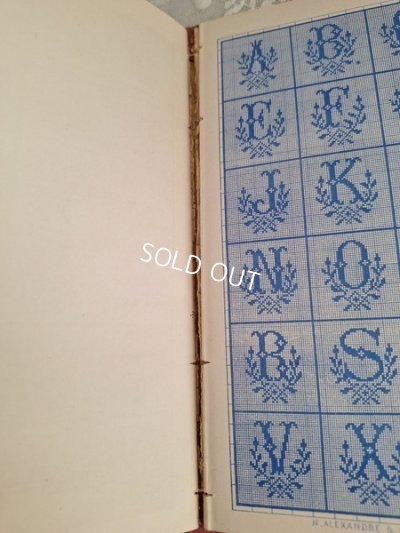 A B
E F
J K
N O
SOLD OUT
B S
V X
N. ALEXANDRE &